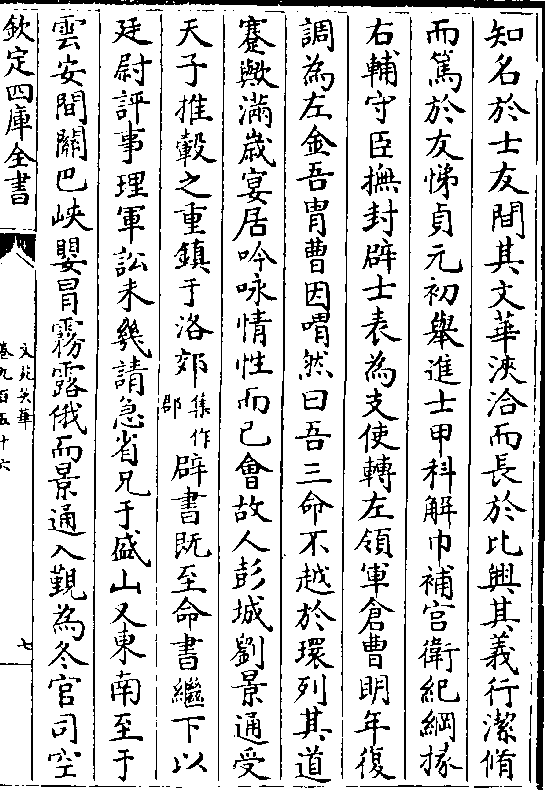 知名於士友間其文華浹洽而長於比興其義行潔脩
而篤於友悌貞元初舉進士甲科解巾補宮衛紀綱掾
右輔守臣撫封辟士表為支使轉左領軍倉曹明年復
調為左金吾胄曹因喟然曰吾三命不越於環列其道
蹇歟滿歲宴居吟咏情性而已會故人彭城劉景通受
天子推轂之重鎮于洛郊集作郡辟書既至命書繼下以
廷尉評事理軍訟未幾請急省兄于盛山又東南至于
雲安間關巴峽嬰冒霧露俄而景通入覲為冬官司空
欽定四庫全書
文苑英華
卷九百五十六
七